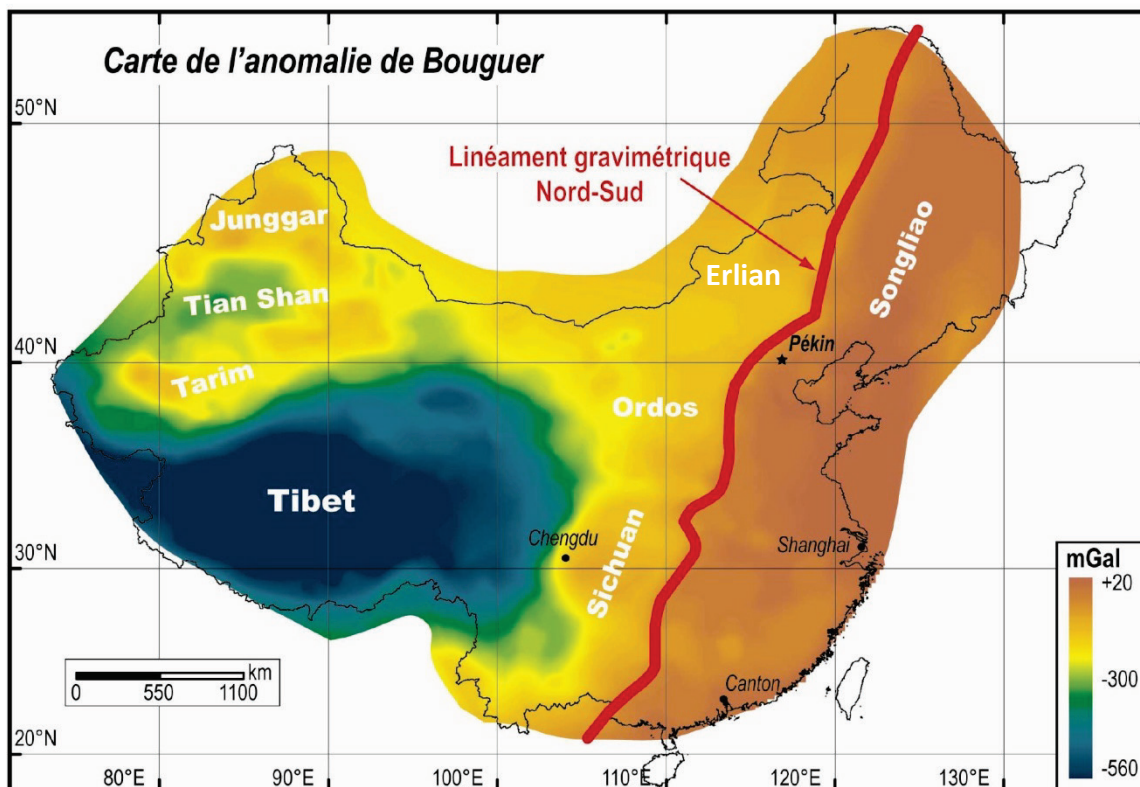 Carte de l'anomalie de Bouguer
50°N
Linéament gravimétrique
Nord-Sud
Junggar
Songliao
Erlian
Tian Shan
40°N
Pékin
Tarim
Ordos
Tibet
Chengdu
Shanghai
30°N
Sichuan
mGal
+20
-300
-560
km
0 550 1100
Canton
20°N
80°E 90°E 100°E 110°E 120°E 130°E